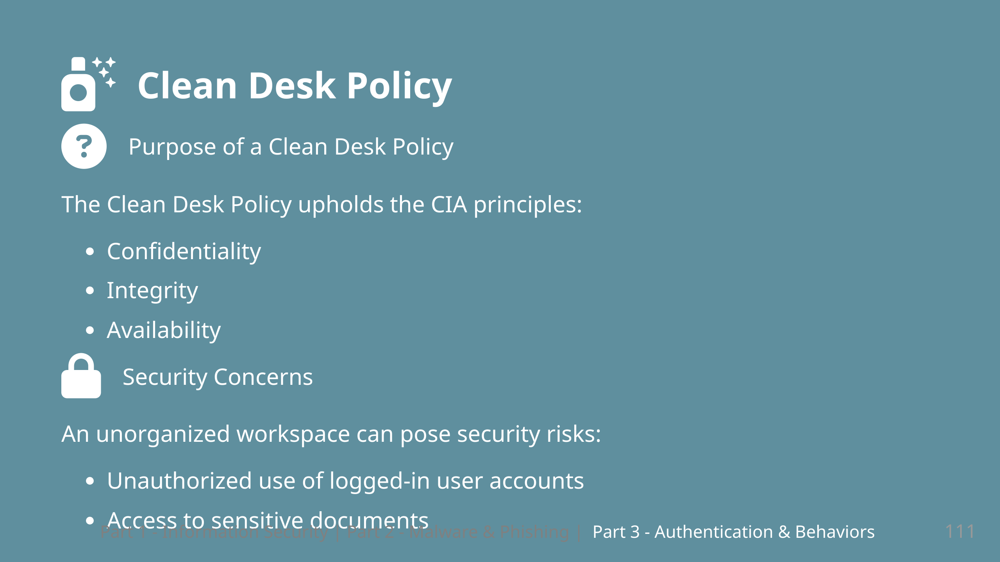 Clean Desk Policy
Purpose of a Clean Desk Policy
The Clean Desk Policy upholds the CIA principles:
• Confidentiality
• Integrity
• Availability
Security Concerns
An unorganized workspace can pose security risks:
• Unauthorized use of logged-in user accounts
• Access to sensitive documents
Part 1 - Information Security | Part 2 - Malware & Phishing | Part 3 - Authentication & Behaviors 111